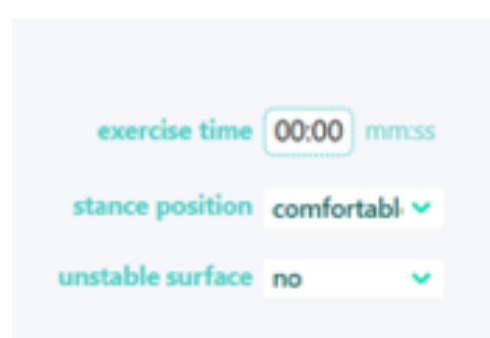 exercise time 00:00 mm:ss
stance position comfortabl
unstable surface no